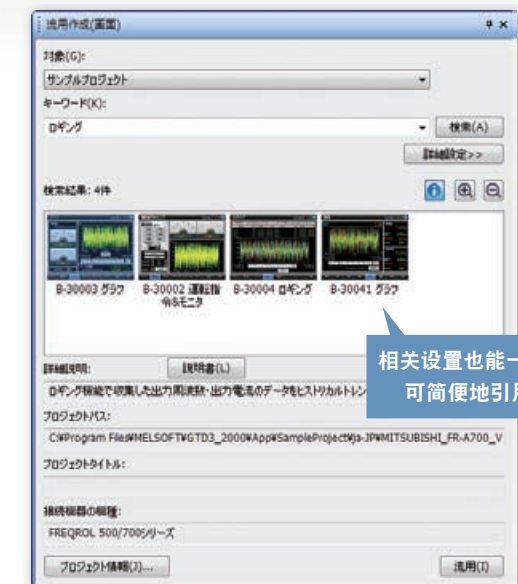 流用作成(画面)
対象(G):
サンプルプロジェクト
キーワード(K):
ロギング
検索(A)
詳細設定>>
検索結果: 4件
B-30003 グラフ
B-30002 運転指令&モニタ
B-30004 ロギング
B-30041 グラフ
相关设置也能一
可简便地引用
詳細説明:
説明書(L)
ロギング機能で収集した出力周波数・出力電流のデータをヒストリカルトレン
プロジェクトパス:
C:¥Program Files¥MELSOFT¥GTD3_2000¥App¥SampleProject¥ja-JP¥MITSUBISHI_FR-A700_V
プロジェクトタイトル:
接続機器の機種:
FREQROL 500/700シリーズ
プロジェクト情報(J)...
流用(I)